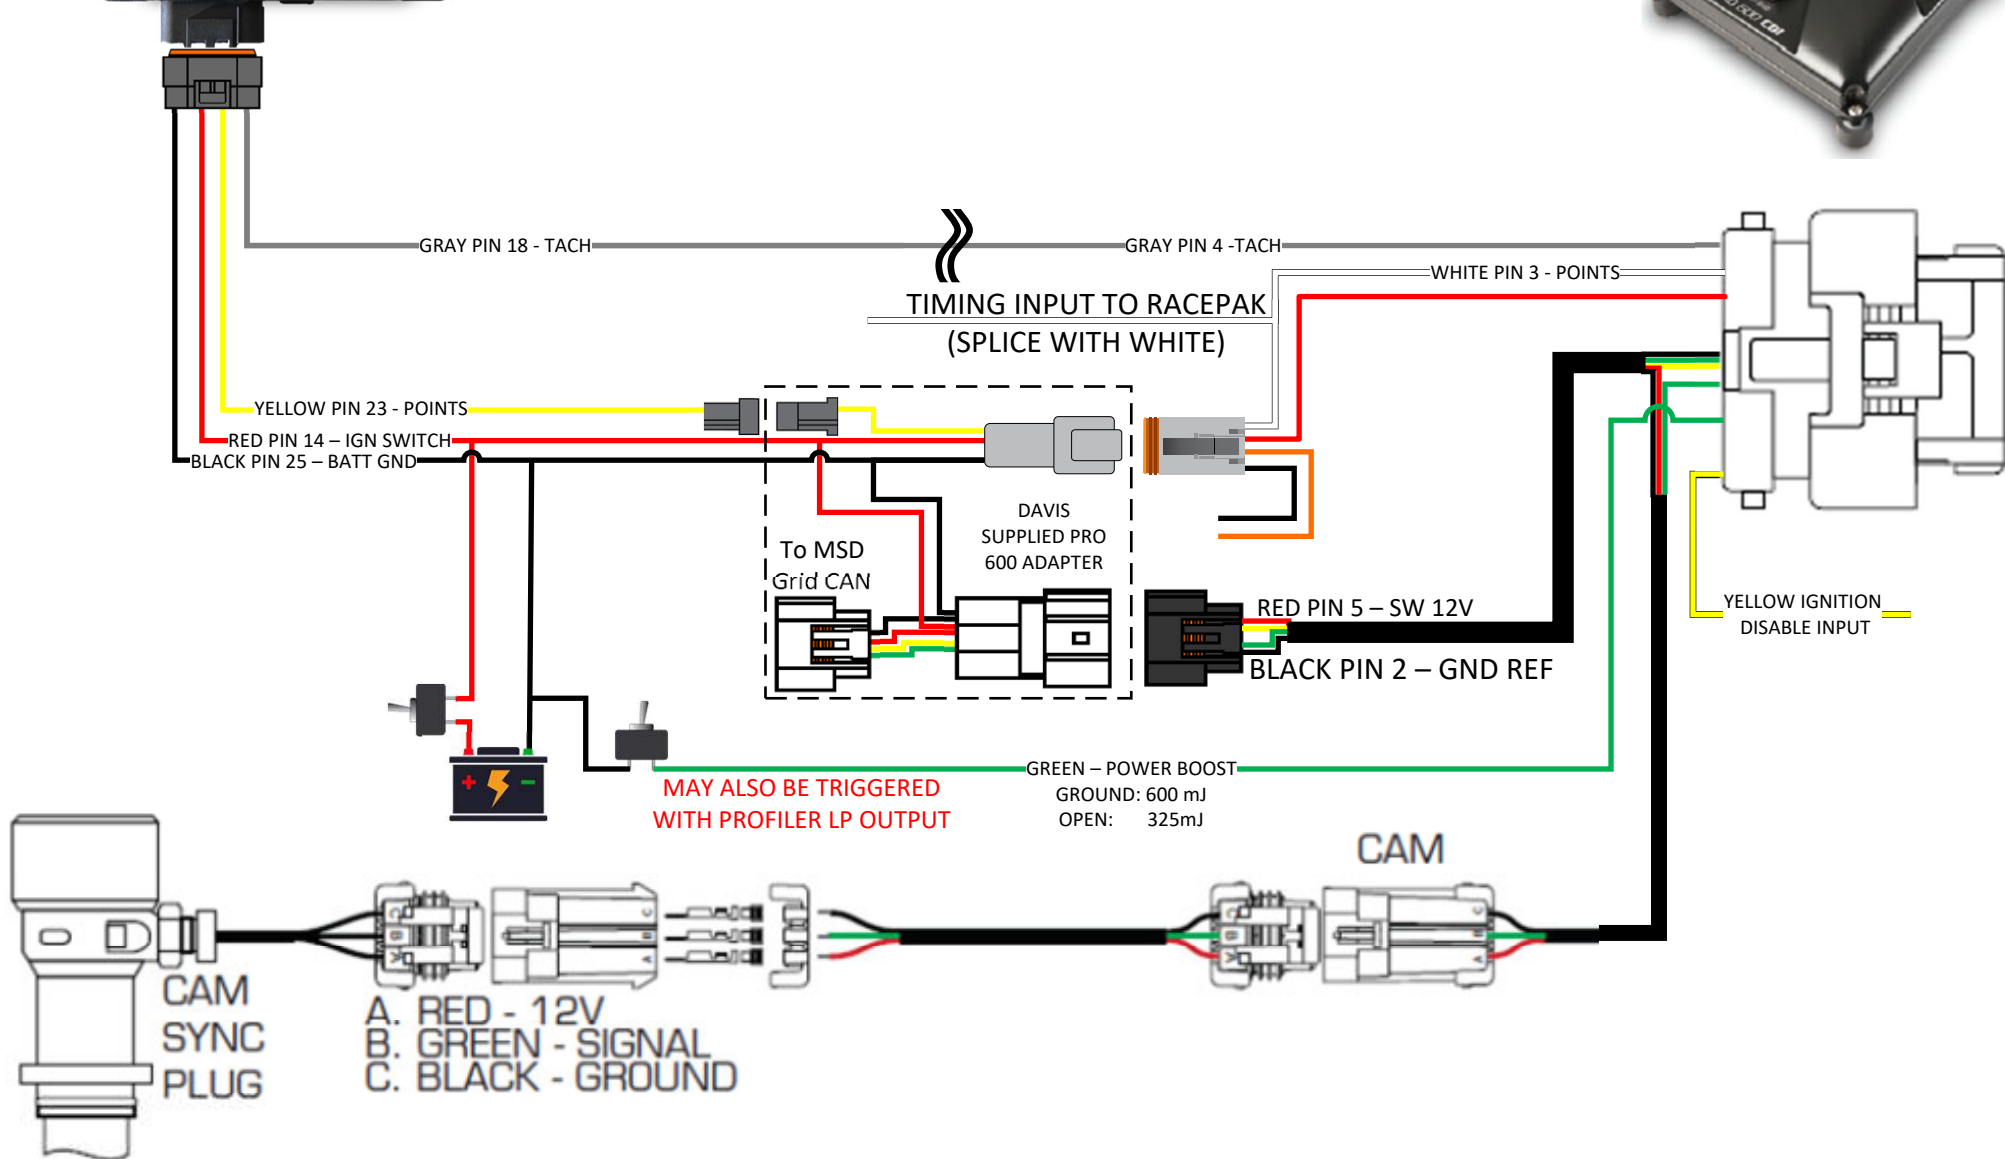 600 CDI
GRAY PIN 18 - TACH
GRAY PIN 4 -TACH
WHITE PIN 3 - POINTS
TIMING INPUT TO RACEPAK
(SPLICE WITH WHITE)
YELLOW PIN 23 - POINTS
RED PIN 14 – IGN SWITCH
BLACK PIN 25 – BATT GND
DAVIS
SUPPLIED PRO
600 ADAPTER
To MSD
Grid CAN
RED PIN 5 – SW 12V
BLACK PIN 2 – GND REF
YELLOW IGNITION
DISABLE INPUT
GREEN – POWER BOOST
GROUND: 600 mJ
OPEN: 325mJ
MAY ALSO BE TRIGGERED
WITH PROFILER LP OUTPUT
+ -
CAM
C
B
A
C
B
A
C
B
A
C
B
A
CAM
SYNC
PLUG
A. RED - 12V
B. GREEN - SIGNAL
C. BLACK - GROUND